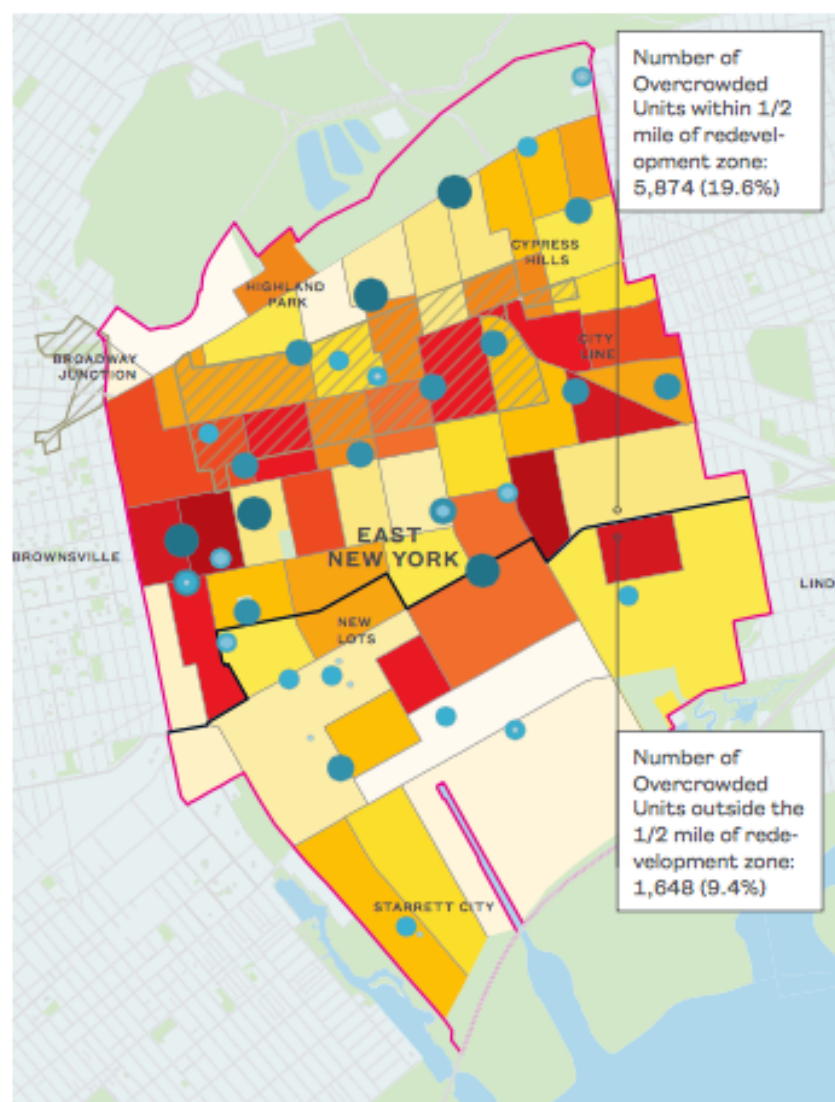 Number of
Overcrowded
Units within 1/2
mile of redevel-
opment zone:
5,874 (19.6%)
CYPRESS
HILLS
HIGHLAND
PARK
BROADWAY
JUNCTION
CITY
LINE
EAST
NEW YORK
BROWNSVILLE
LIND
NEW
LOTS
Number of
Overcrowded
Units outside the
1/2 mile of rede-
velopment zone:
1,648 (9.4%)
STARRETT CITY